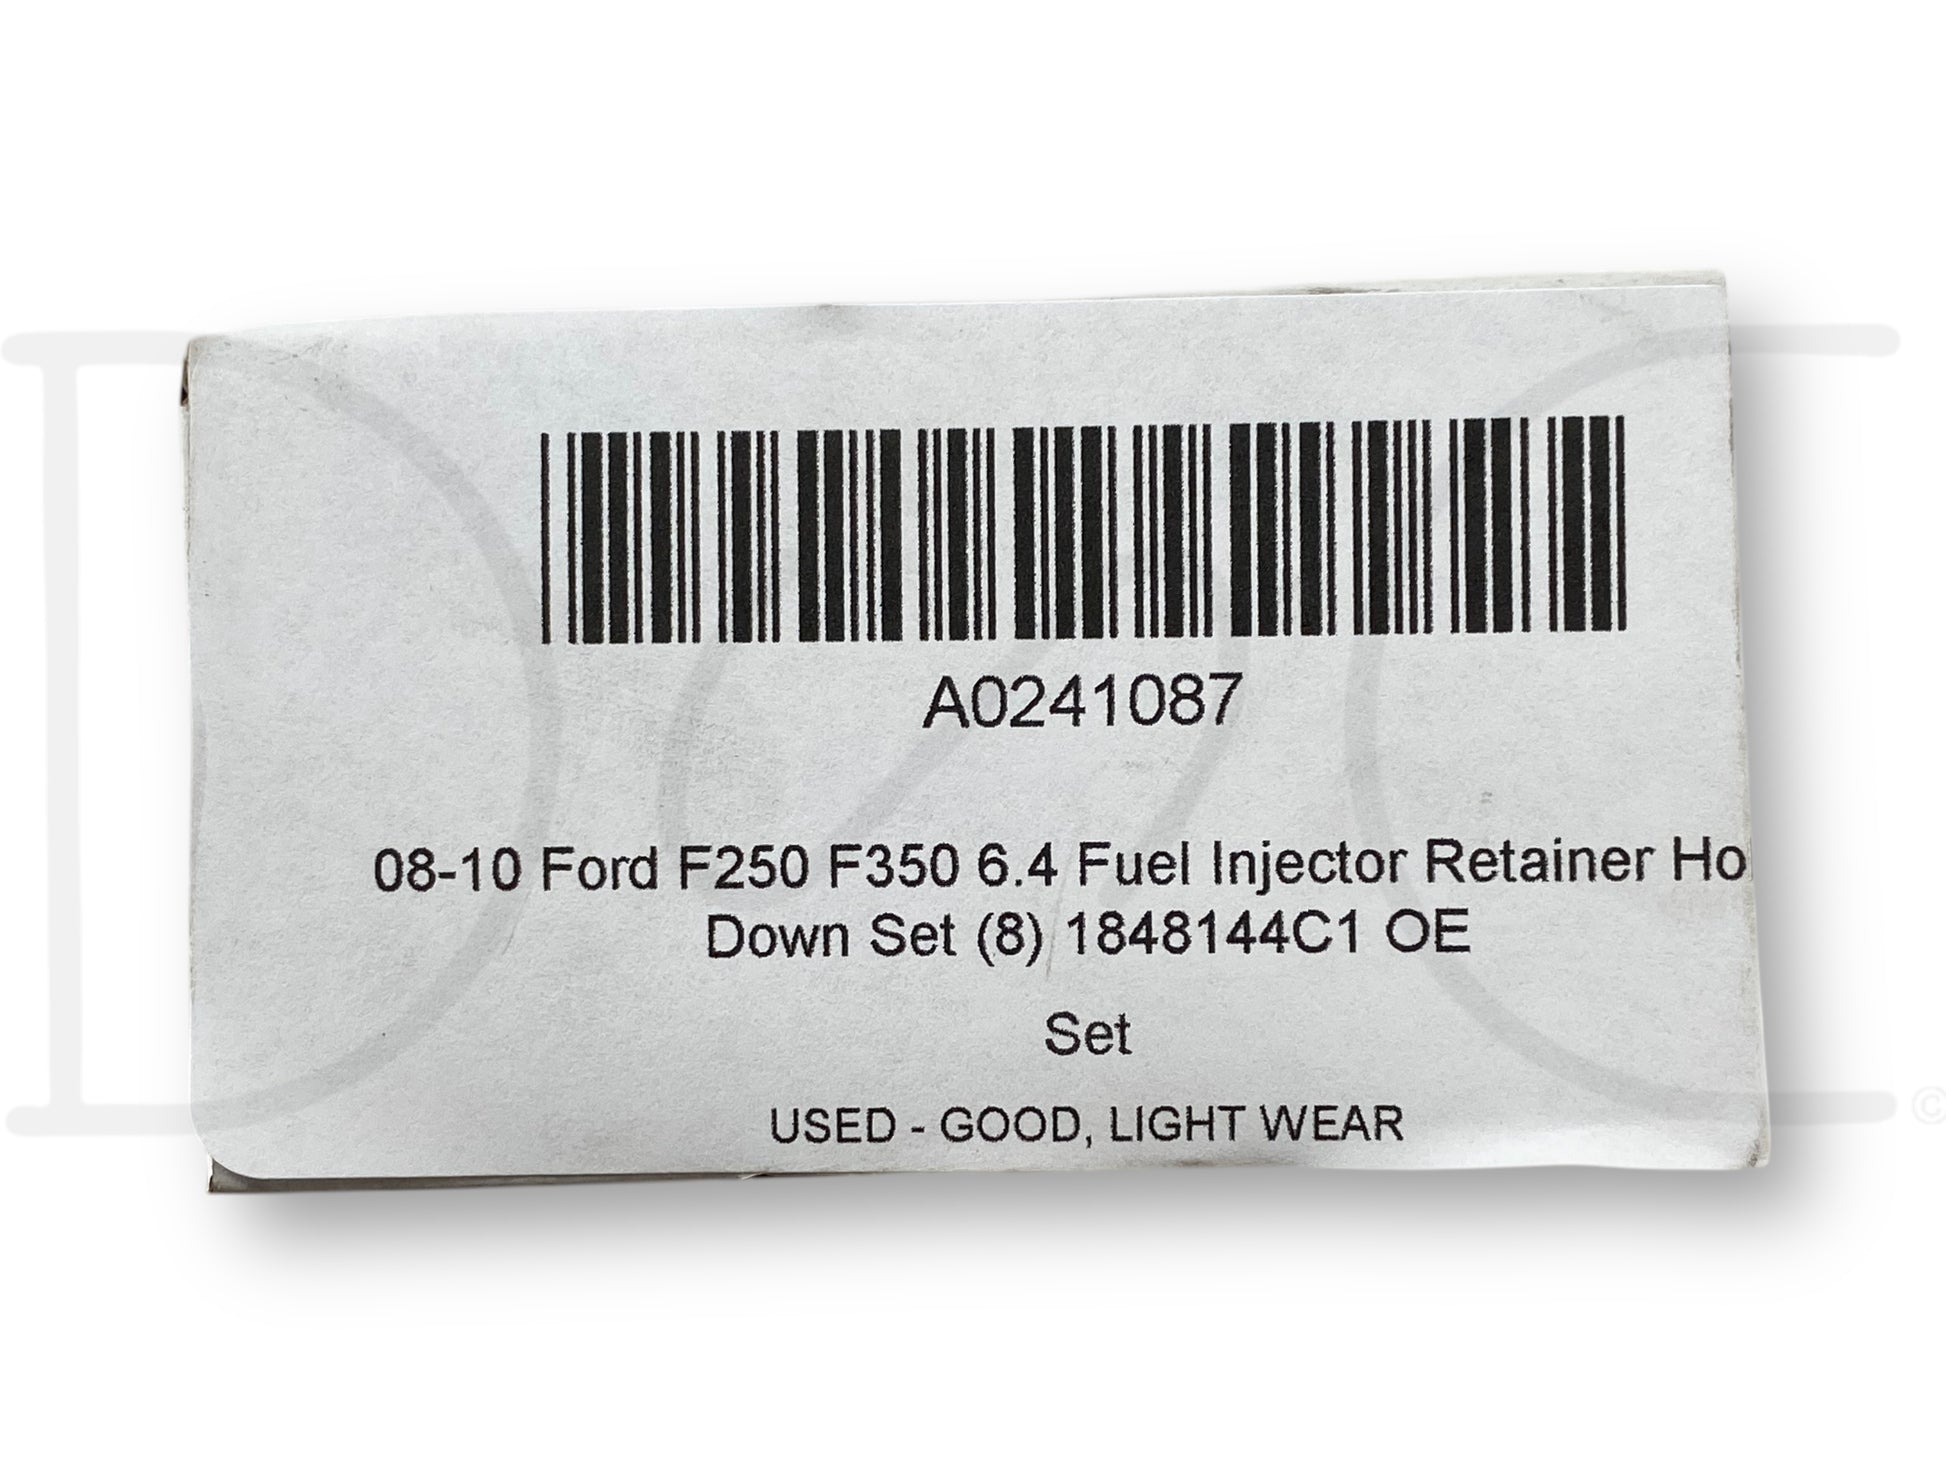 A0241087
08-10 Ford F250 F350 6.4 Fuel Injector Retainer Ho
Down Set (8) 1848144C1 OE
Set
USED - GOOD, LIGHT WEAR
©